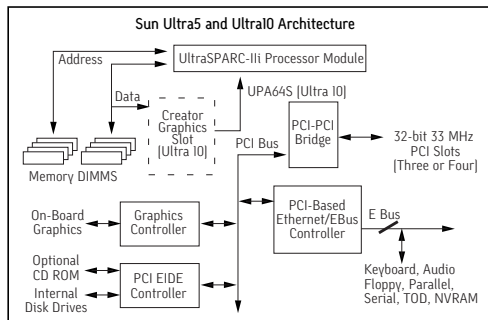 Sun Ultra5 and Ultra10 Architecture
Address
UltraSPARC-IIi Processor Module
Data
UPA64S (Ultra 10)
Creator
Graphics
Slot
(Ultra 10)
Memory DIMMS
PCI Bus
PCI-PCI
Bridge
32-bit 33 MHz
PCI Slots
(Three or Four)
On-Board
Graphics
Graphics
Controller
PCI-Based
Ethernet/EBus
Controller
E Bus
Optional
CD ROM
Internal
Disk Drives
PCI EIDE
Controller
Keyboard, Audio
Floppy, Parallel,
Serial, TOD, NVRAM